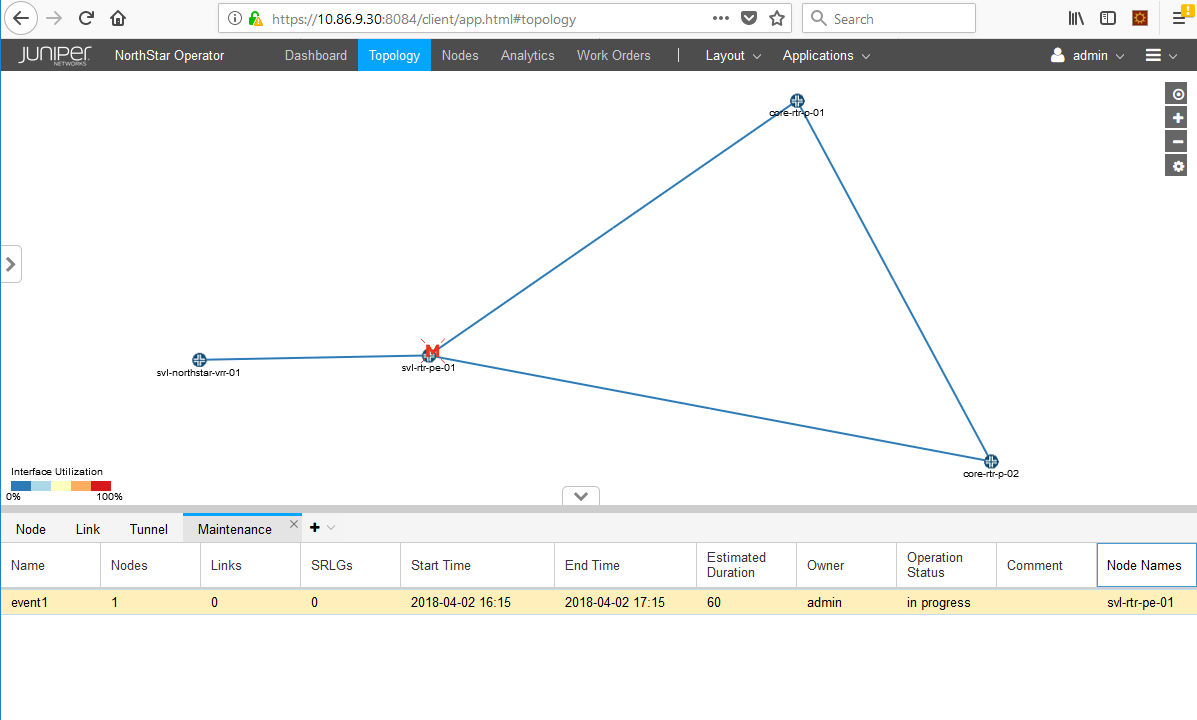 https://10.86.9.30:8084/client/app.html#topology
Search
JUNIPER NETWORKS
NorthStar Operator
Dashboard
Topology
Nodes
Analytics
Work Orders
Layout
Applications
admin
core-rtr-p-01
svl-northstar-vrr-01
M
svl-rtr-pe-01
core-rtr-p-02
Interface Utilization
0% 100%
Node Link Tunnel Maintenance
Name Nodes Links SRLGs Start Time End Time Estimated Duration Owner Operation Status Comment Node Names
event1 1 0 0 2018-04-02 16:15 2018-04-02 17:15 60 admin in progress svl-rtr-pe-01